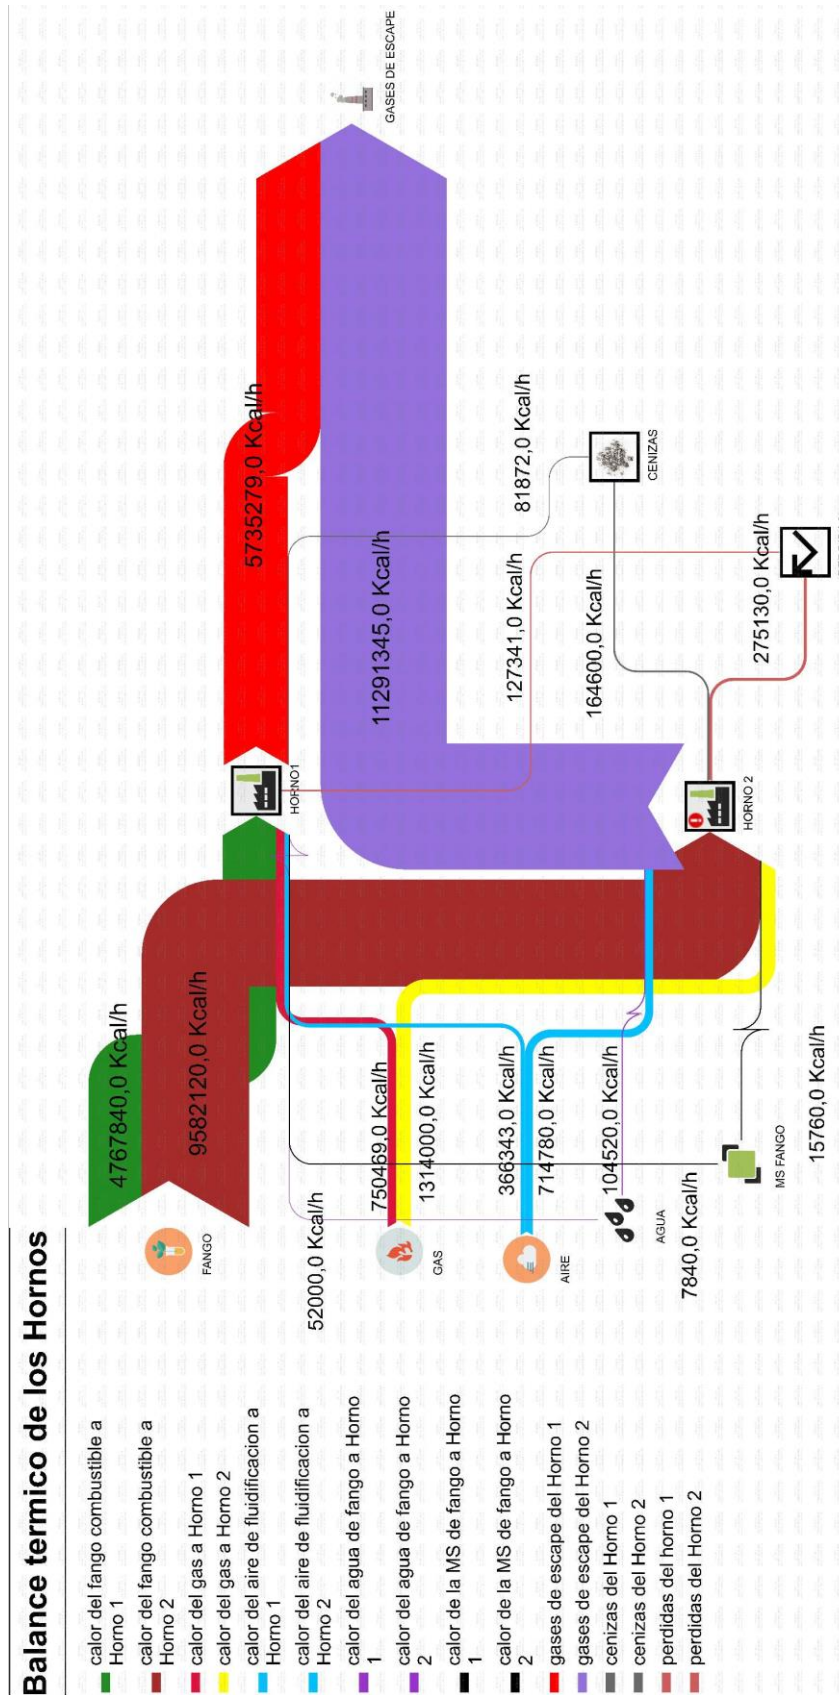 Balance termico de los Hornos
calor del fango combustible a
Horno 1
calor del fango combustible a
Horno2
calor del gas a Horno 1
calor del gas a Horno 2
calor del aire de fluidificacion a
Horno 1
calor del aire de fluidificacion a
Horno 2
calor del agua de fango a Horno
1
calor del agua de fango a Horno
2
calor de la MS de fango a Horno
1
calor de la MS de fango a Horno
2
gases de escape del Horno 1
gases de escape del Horno 2
cenizas del Horno 1
cenizas del Horno 2
perdidas del horno 1
perdidas del Horno 2
4767840,0 Kcal/h
9582120,0 Kcal/h
FANGO
52000,0 Kcal/h
750469,0 Kcal/h
1314000,0 Kcal/h
GAS
366343,0 Kcal/h
714780,0 Kcal/h
AIRE
104520,0 Kcal/h
AGUA
7840,0 Kcal/h
MS FANGO
15760,0 Kcal/h
HORNO1
HORNO 2
5735279,0 Kcal/h
11291345,0 Kcal/h
127341,0 Kcal/h
81872,0 Kcal/h
164600,0 Kcal/h
CENIZAS
275130,0 Kcal/h
GASES DE ESCAPE